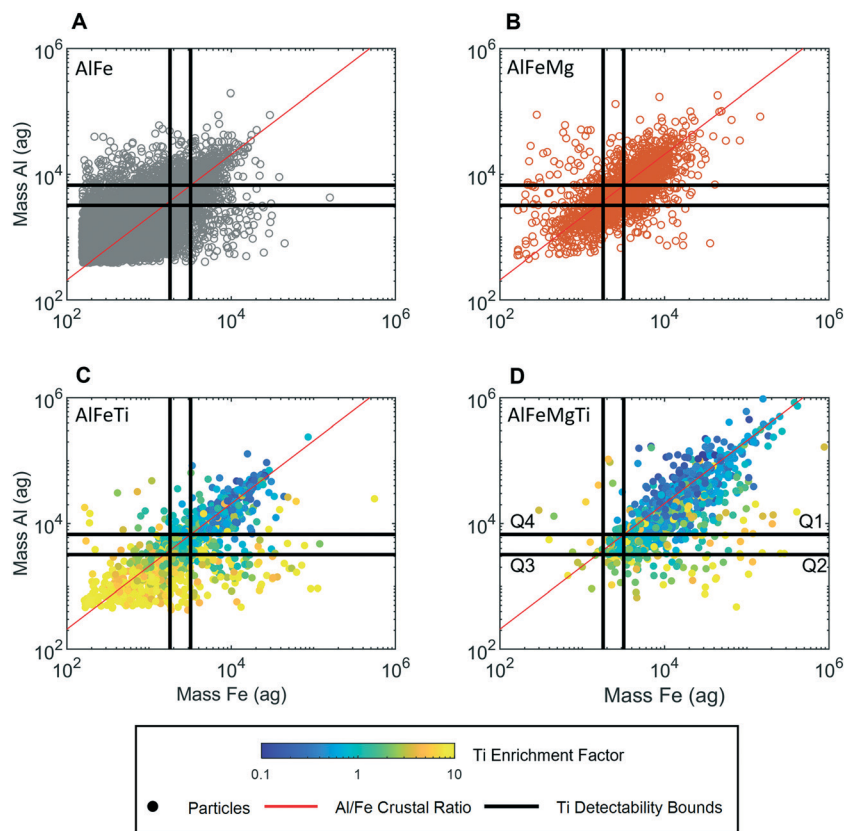 A
B
10^6
AlFe
10^6
AlFeMg
Mass Al (ag)
10^4
10^4
10^2
10^2
10^2
10^4
10^6
10^2
10^4
10^6
C
D
10^6
AlFeTi
10^6
AlFeMgTi
Mass Al (ag)
10^4
10^4
Q4
Q1
Q3
Q2
10^2
10^2
10^2
10^4
10^6
10^2
10^4
10^6
Mass Fe (ag)
Mass Fe (ag)
Ti Enrichment Factor
0.1
1
10
Particles
Al/Fe Crustal Ratio
Ti Detectability Bounds